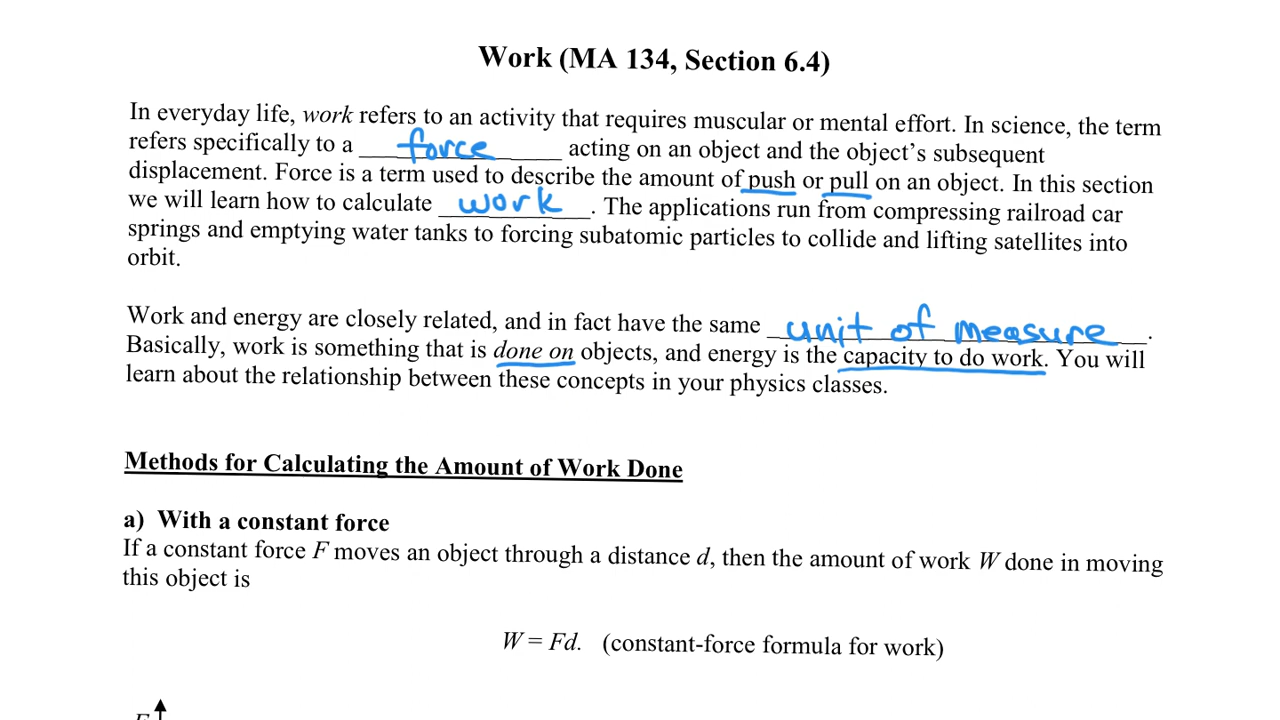 Work (MA 134, Section 6.4)
In everyday life, work refers to an activity that requires muscular or mental effort. In science, the term
refers specifically to a force acting on an object and the object’s subsequent
displacement. Force is a term used to describe the amount of push or pull on an object. In this section
we will learn how to calculate work. The applications run from compressing railroad car
springs and emptying water tanks to forcing subatomic particles to collide and lifting satellites into
orbit.
Work and energy are closely related, and in fact have the same unit of measure.
Basically, work is something that is done on objects, and energy is the capacity to do work. You will
learn about the relationship between these concepts in your physics classes.
Methods for Calculating the Amount of Work Done
a) With a constant force
If a constant force F moves an object through a distance d, then the amount of work W done in moving
this object is
W = Fd. (constant-force formula for work)
F